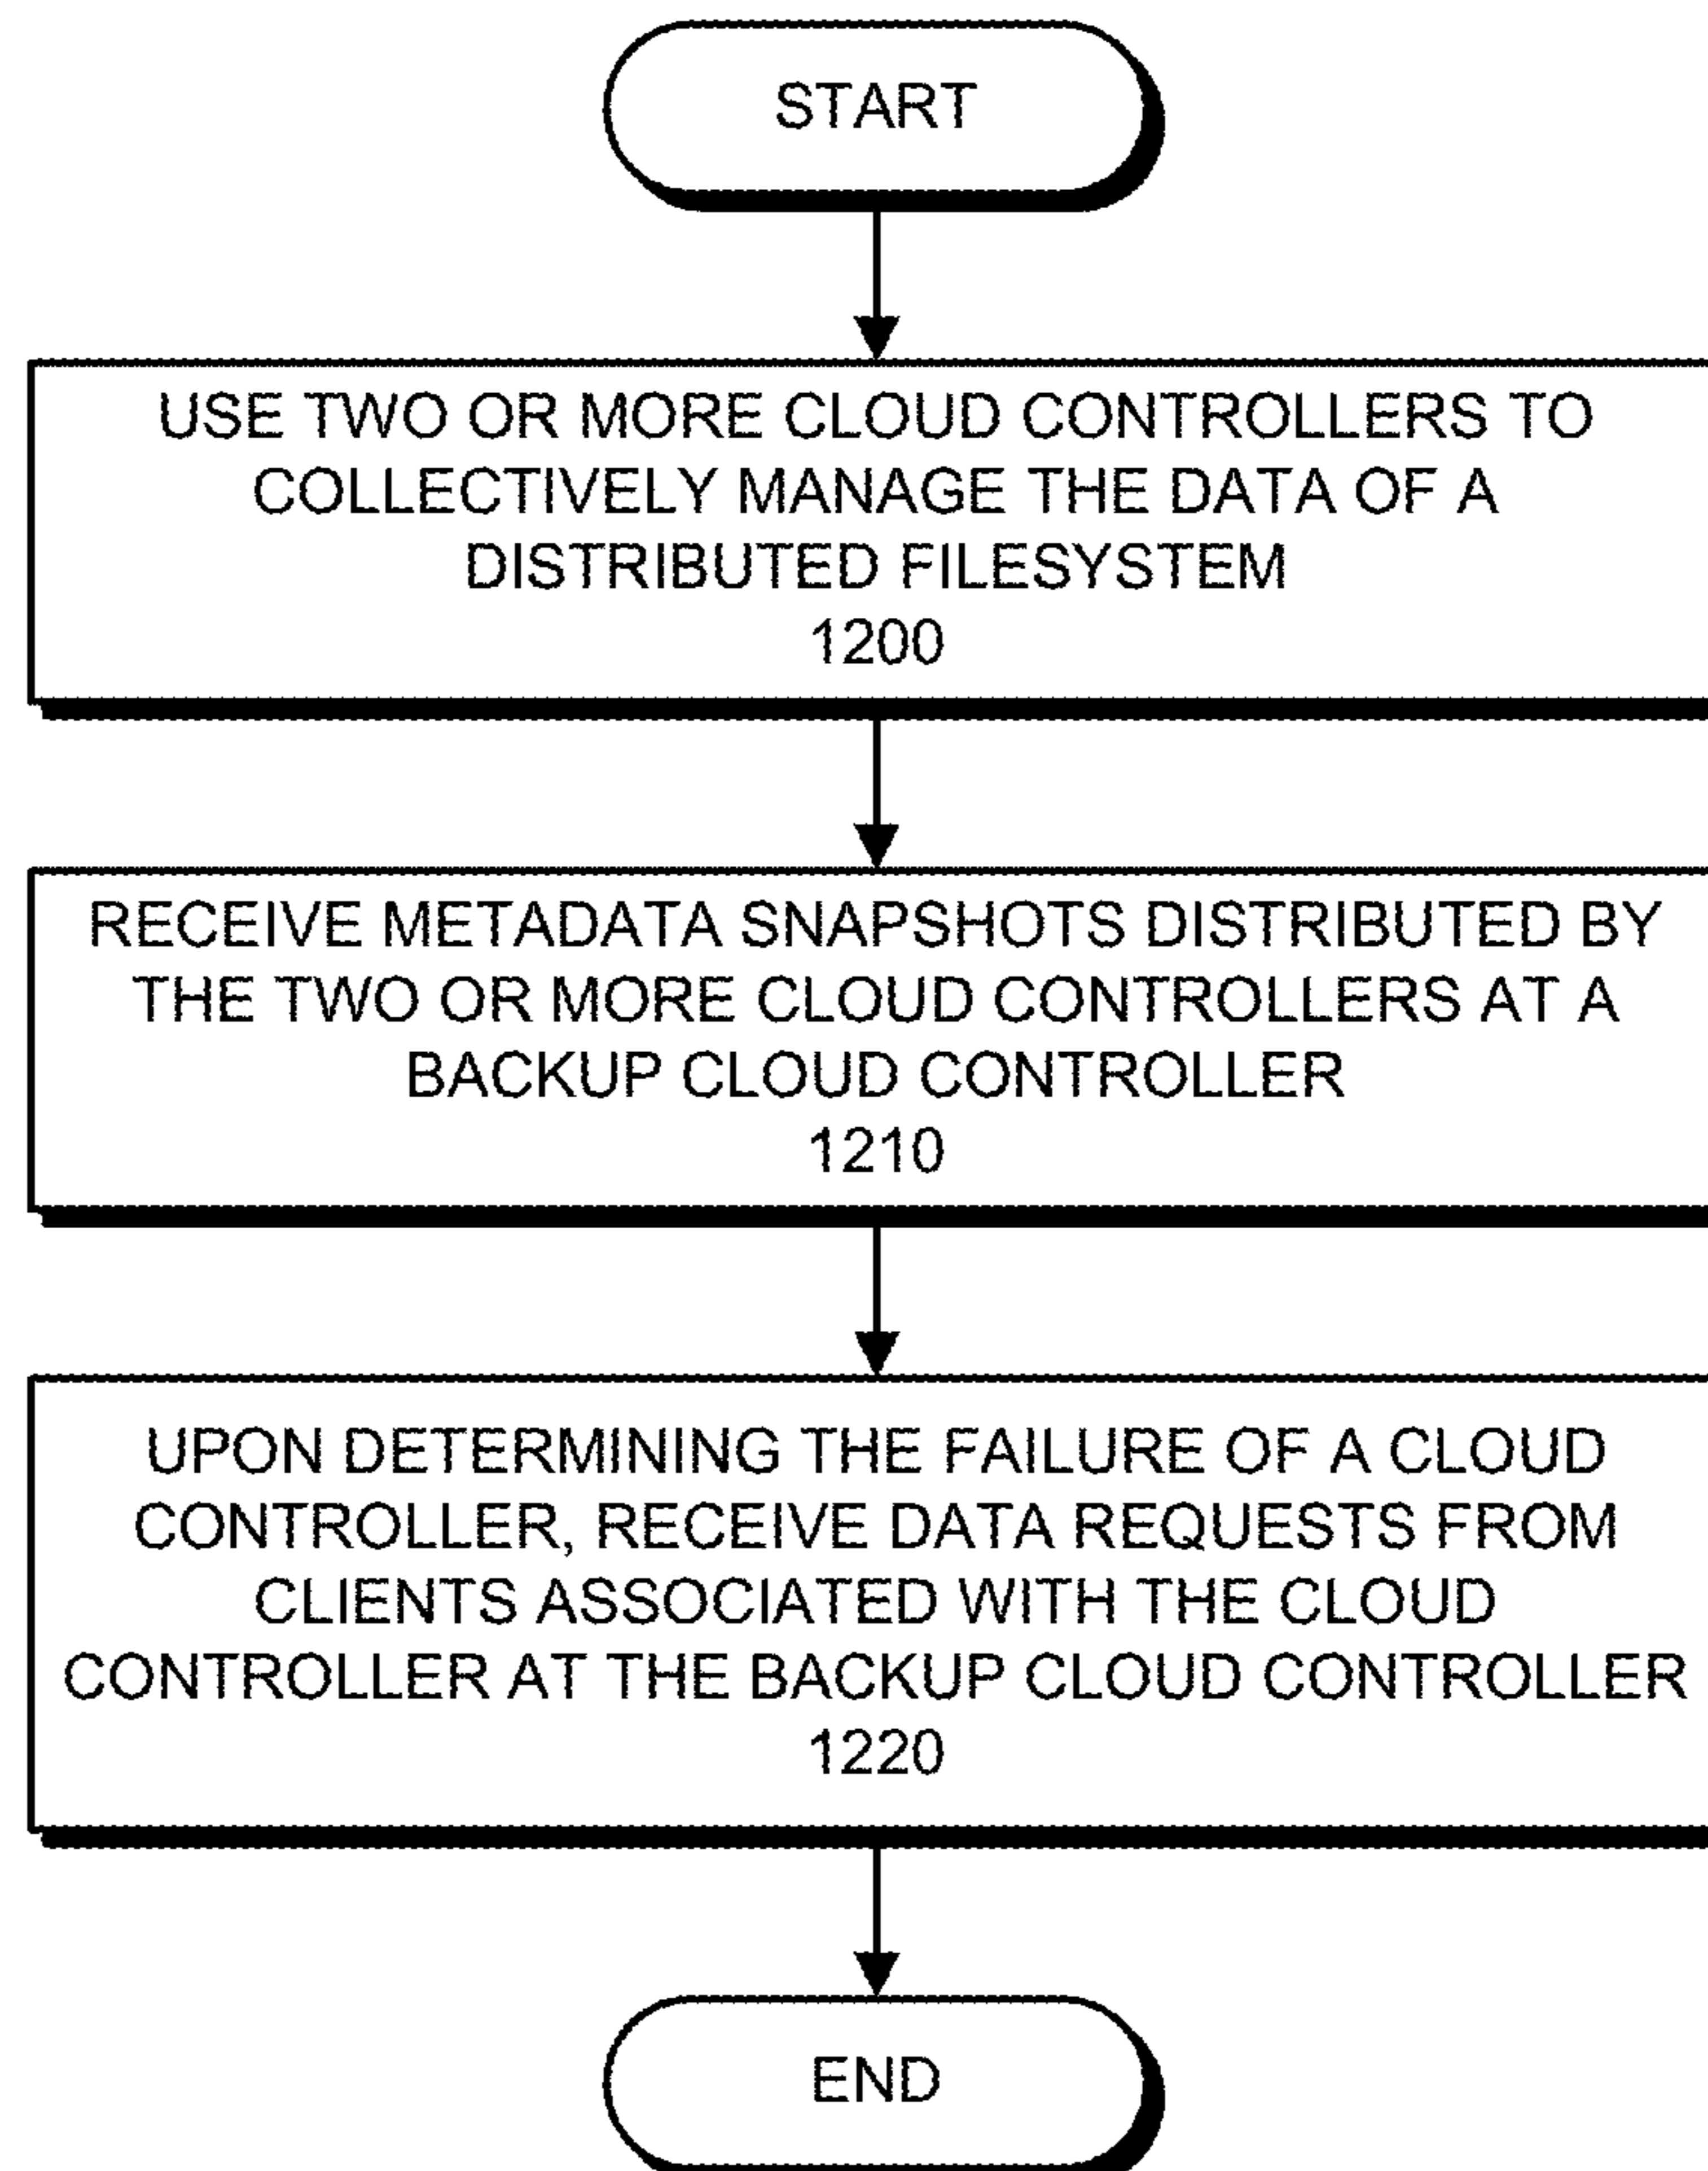 START
USE TWO OR MORE CLOUD CONTROLLERS TO
COLLECTIVELY MANAGE THE DATA OF A
DISTRIBUTED FILESYSTEM
1200
RECEIVE METADATA SNAPSHOTS DISTRIBUTED BY
THE TWO OR MORE CLOUD CONTROLLERS AT A
BACKUP CLOUD CONTROLLER
1210
UPON DETERMINING THE FAILURE OF A CLOUD
CONTROLLER, RECEIVE DATA REQUESTS FROM
CLIENTS ASSOCIATED WITH THE CLOUD
CONTROLLER AT THE BACKUP CLOUD CONTROLLER
1220
END